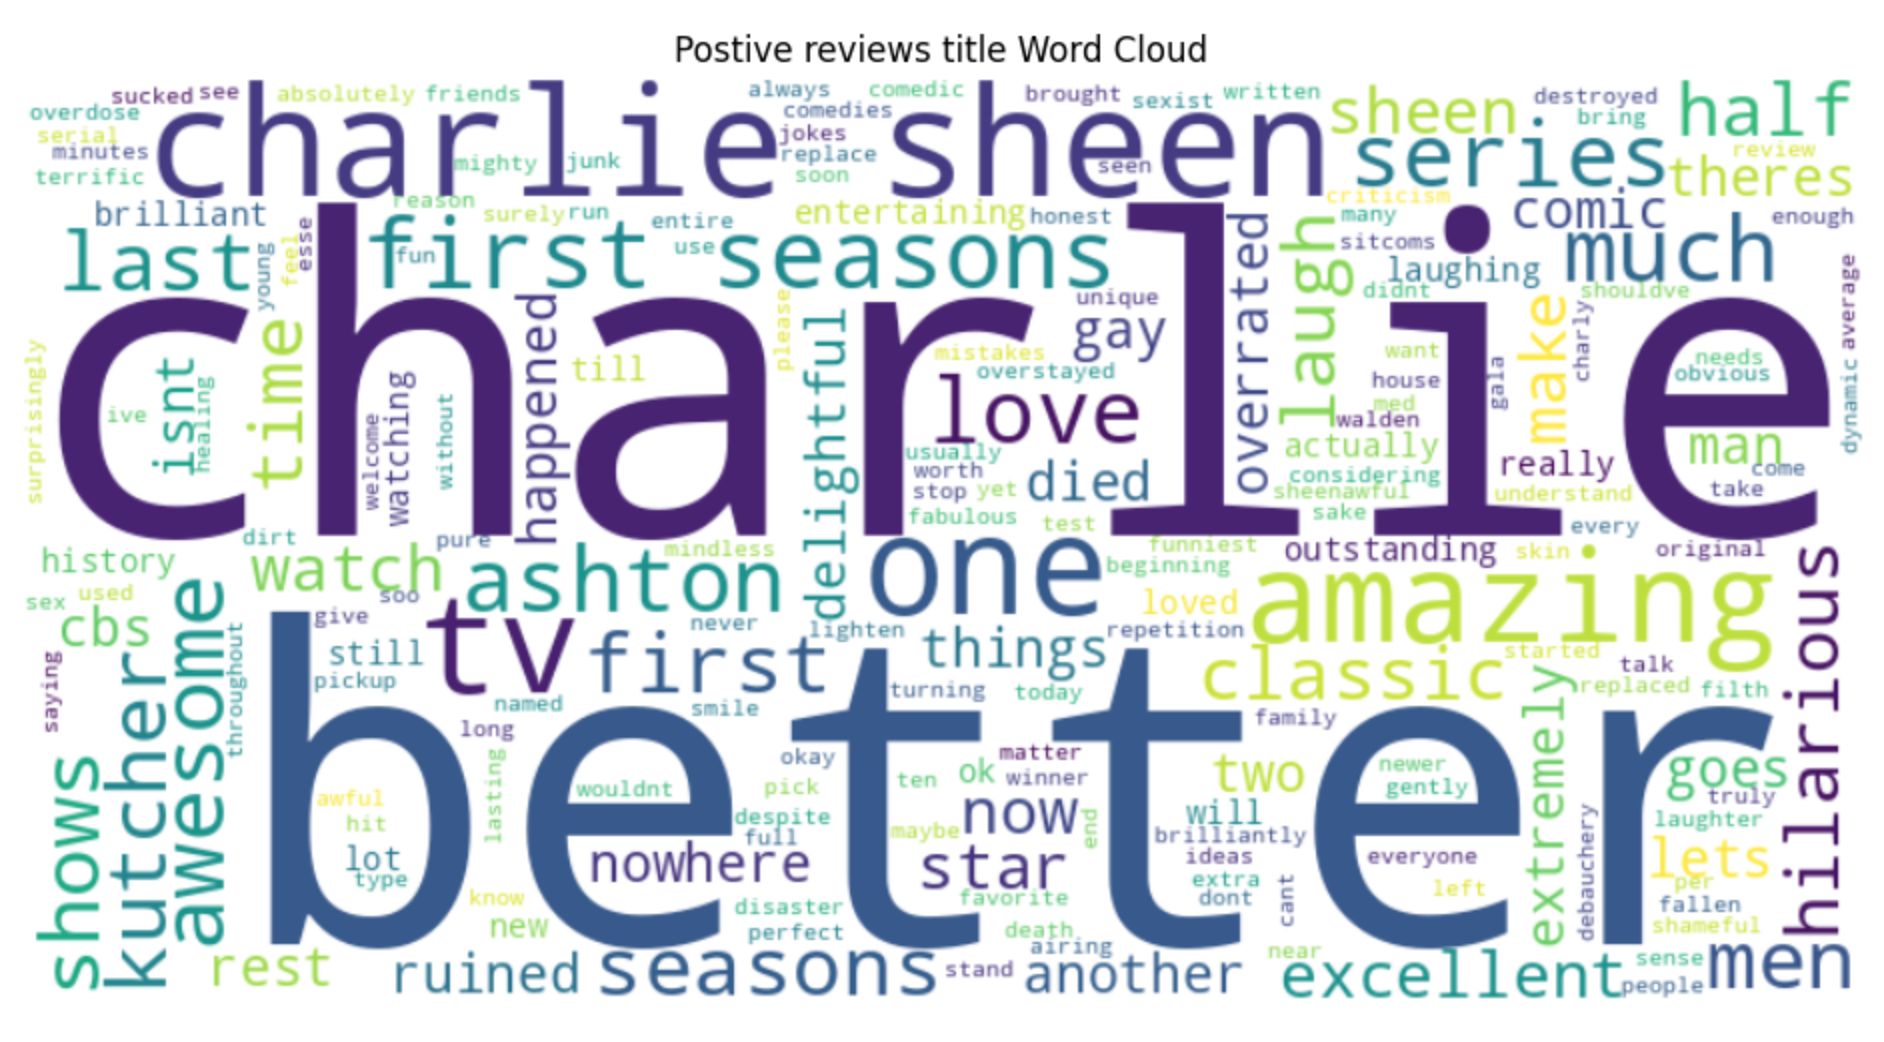 Postive reviews title Word Cloud
sucked see absolutely friends always comedic brought sexist written destroyed half
overdose charlie sheen comedies sheen bring
serial jokes series review
minutes mighty junk replace seen theres
terrific soon criticism
reason
brilliant surely run entire entertaining honest many comic enough
last first seasons fun use sitcoms much
young feel esse overrated laugh laughing
didnt shouldve
charlie
happened delightful please unique gay make charly average
surprisingly time isnt healing ive till mistakes overstayed want needs obvious
love house gala dynamic
med walden
welcome watching without usually actually man
worth died considering really come
stop yet sheenawful understand take
fabulous test sake every
dirt pure mindless one funniest outstanding skin original
history watch ashton beginning amazing
sex used soo loved
cbs give never lighten repetition hilarious
kutcher awesome throughout still tv first things classic started talk
saying pickup turning today extremely replaced filth
named smile family
long
better
shows okay matter two newer goes
lasting wouldnt ten ok winner gently
awful pick now truly
hit despite will laughter
full maybe end brilliantly
lot nowhere star ideas everyone lets
type extra per
know favorite dont left debauchery fallen
new disaster cant shameful
perfect death
airing near men
rest ruined seasons stand another excellent sense
people